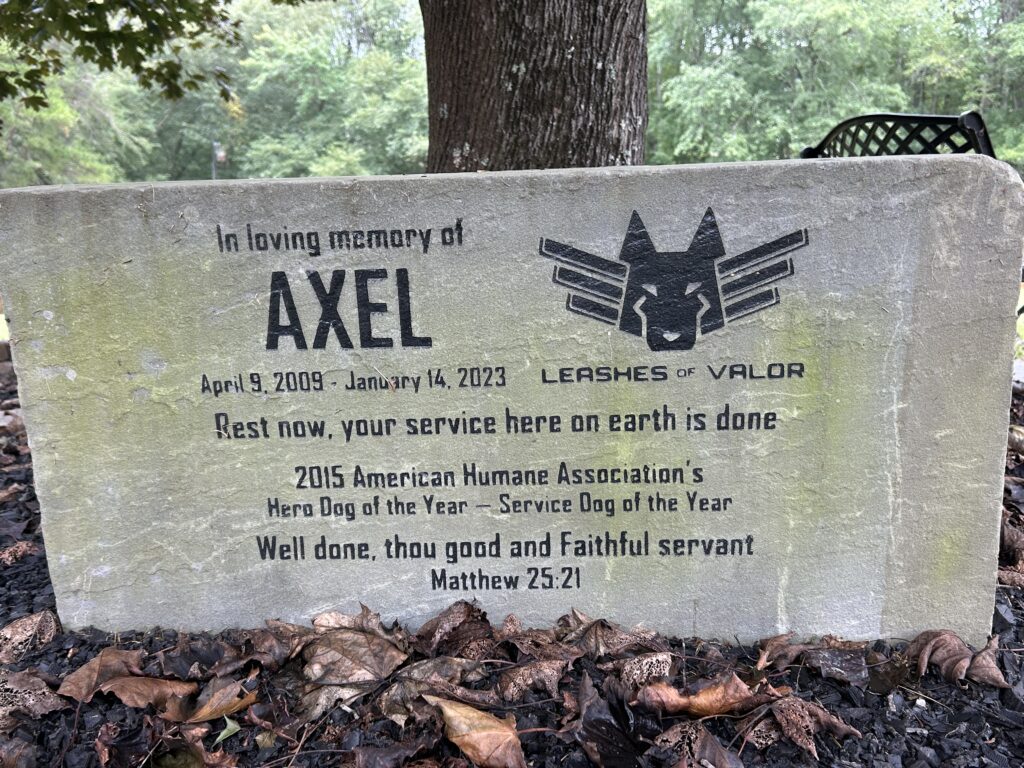 In loving memory of
AXEL
April 9, 2009 - January 14, 2023
LEASHES OF VALOR
Rest now, your service here on earth is done
2015 American Humane Association's
Hero Dog of the Year – Service Dog of the Year
Well done, thou good and Faithful servant
Matthew 25:21